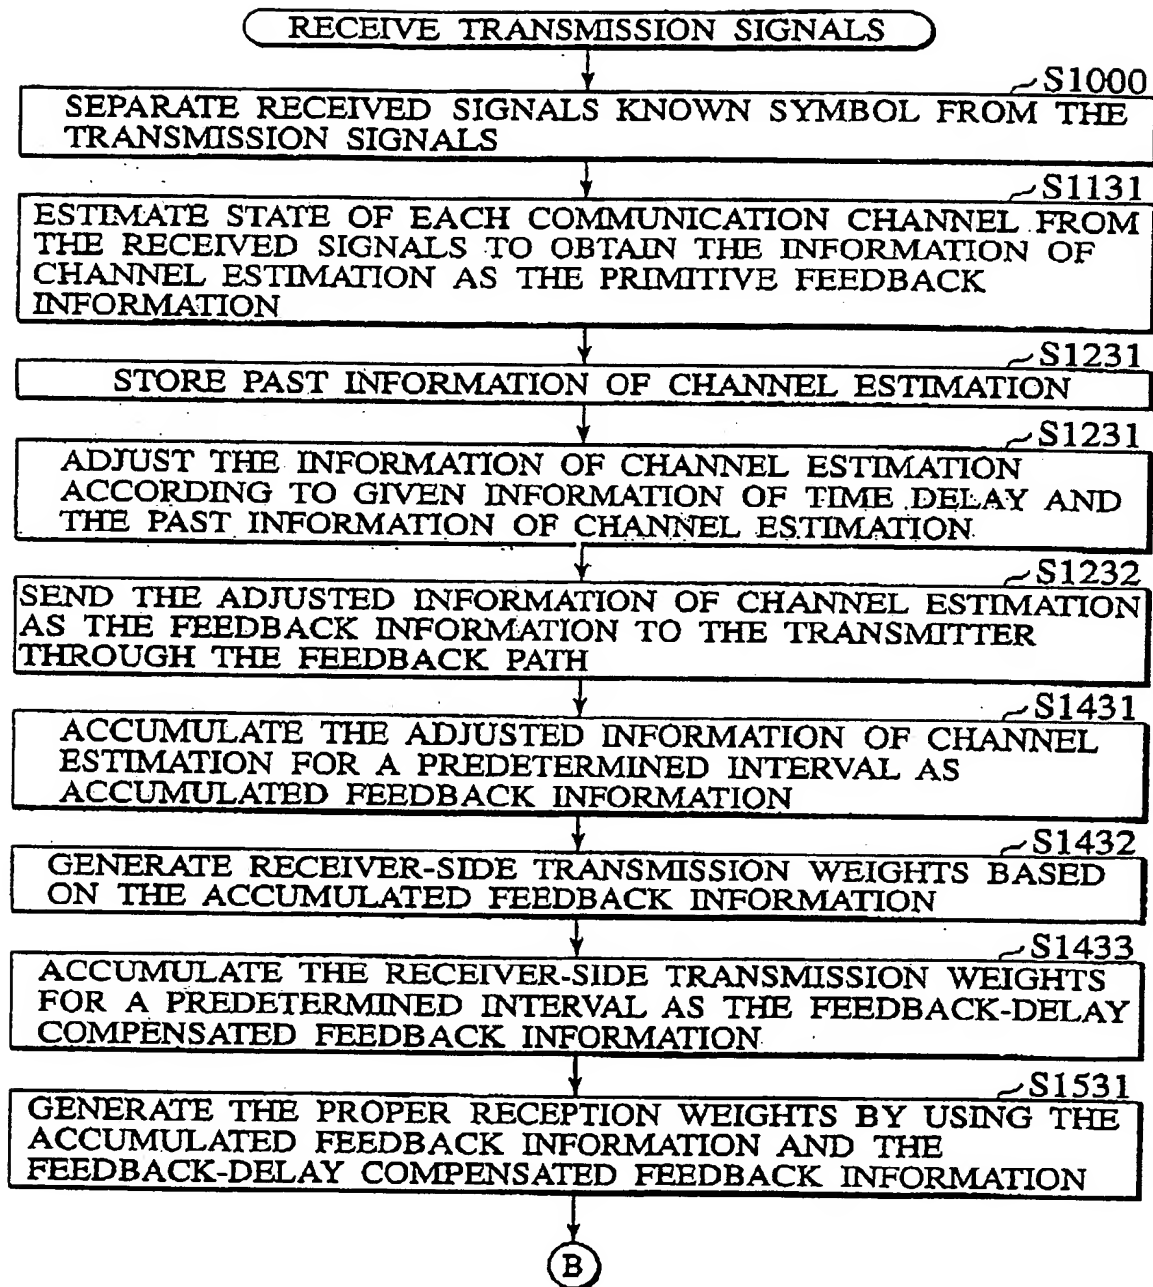 RECEIVE TRANSMISSION SIGNALS
S1000
SEPARATE RECEIVED SIGNALS KNOWN SYMBOL FROM THE
TRANSMISSION SIGNALS
S1131
ESTIMATE STATE OF EACH COMMUNICATION CHANNEL FROM
THE RECEIVED SIGNALS TO OBTAIN THE INFORMATION OF
CHANNEL ESTIMATION AS THE PRIMITIVE FEEDBACK
INFORMATION
S1231
STORE PAST INFORMATION OF CHANNEL ESTIMATION
S1231
ADJUST THE INFORMATION OF CHANNEL ESTIMATION
ACCORDING TO GIVEN INFORMATION OF TIME DELAY AND
THE PAST INFORMATION OF CHANNEL ESTIMATION
S1232
SEND THE ADJUSTED INFORMATION OF CHANNEL ESTIMATION
AS THE FEEDBACK INFORMATION TO THE TRANSMITTER
THROUGH THE FEEDBACK PATH
S1431
ACCUMULATE THE ADJUSTED INFORMATION OF CHANNEL
ESTIMATION FOR A PREDETERMINED INTERVAL AS
ACCUMULATED FEEDBACK INFORMATION
S1432
GENERATE RECEIVER-SIDE TRANSMISSION WEIGHTS BASED
ON THE ACCUMULATED FEEDBACK INFORMATION
S1433
ACCUMULATE THE RECEIVER-SIDE TRANSMISSION WEIGHTS
FOR A PREDETERMINED INTERVAL AS THE FEEDBACK-DELAY
COMPENSATED FEEDBACK INFORMATION
S1531
GENERATE THE PROPER RECEPTION WEIGHTS BY USING THE
ACCUMULATED FEEDBACK INFORMATION AND THE
FEEDBACK-DELAY COMPENSATED FEEDBACK INFORMATION
B